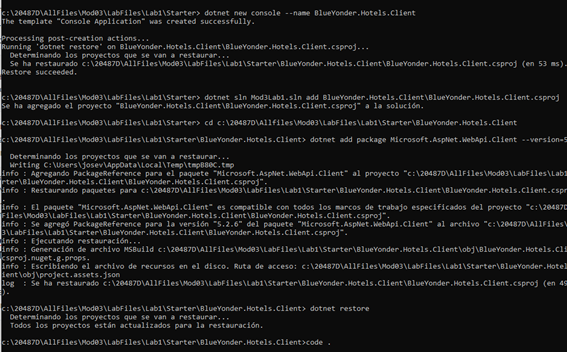 c:\20487D\AllFiles\Mod03\LabFiles\Lab1\Starter> dotnet new console --name BlueYonder.Hotels.Client
The template "Console Application" was created successfully.
Processing post-creation actions...
Running 'dotnet restore' on BlueYonder.Hotels.Client\BlueYonder.Hotels.Client.csproj...
Determinando los proyectos que se van a restaurar...
Se ha restaurado c:\20487D\AllFiles\Mod03\LabFiles\Lab1\Starter\BlueYonder.Hotels.Client\BlueYonder.Hotels.Client.csproj (en 53 ms).
Restore succeeded.
c:\20487D\AllFiles\Mod03\LabFiles\Lab1\Starter> dotnet sln Mod3Lab1.sln add BlueYonder.Hotels.Client\BlueYonder.Hotels.Client.csproj
Se ha agregado el proyecto "BlueYonder.Hotels.Client\BlueYonder.Hotels.Client.csproj" a la solución.
c:\20487D\AllFiles\Mod03\LabFiles\Lab1\Starter> cd c:\20487D\Allfiles\Mod03\LabFiles\Lab1\Starter\BlueYonder.Hotels.Client
c:\20487D\AllFiles\Mod03\LabFiles\Lab1\Starter\BlueYonder.Hotels.Client> dotnet add package Microsoft.AspNet.WebApi.Client --version=5
Determinando los proyectos que se van a restaurar...
Writing C:\Users\josev\AppData\Local\Temp\tmpB80C.tmp
info : Agregando PackageReference para el paquete "Microsoft.AspNet.WebApi.Client" al proyecto "c:\20487D\AllFiles\Mod03\LabFiles\Lab1
rter\BlueYonder.Hotels.Client\BlueYonder.Hotels.Client.csproj".
info : Restaurando paquetes para c:\20487D\AllFiles\Mod03\LabFiles\Lab1\Starter\BlueYonder.Hotels.Client\BlueYonder.Hotels.Client.cspr
.
info : El paquete "Microsoft.AspNet.WebApi.Client" es compatible con todos los marcos de trabajo especificados del proyecto "c:\20487D
Files\Mod03\LabFiles\Lab1\Starter\BlueYonder.Hotels.Client\BlueYonder.Hotels.Client.csproj".
info : Se agregó PackageReference para la versión "5.2.6" del paquete "Microsoft.AspNet.WebApi.Client" al archivo "c:\20487D\AllFiles\
3\LabFiles\Lab1\Starter\BlueYonder.Hotels.Client\BlueYonder.Hotels.Client.csproj".
info : Ejecutando restauración...
info : Generación de archivo MSBuild c:\20487D\AllFiles\Mod03\LabFiles\Lab1\Starter\BlueYonder.Hotels.Client\obj\BlueYonder.Hotels.Cli
csproj.nuget.g.props.
info : Escribiendo el archivo de recursos en el disco. Ruta de acceso: c:\20487D\AllFiles\Mod03\LabFiles\Lab1\Starter\BlueYonder.Hotel
ient\obj\project.assets.json
log : Se ha restaurado c:\20487D\AllFiles\Mod03\LabFiles\Lab1\Starter\BlueYonder.Hotels.Client\BlueYonder.Hotels.Client.csproj (en 49
).
c:\20487D\AllFiles\Mod03\LabFiles\Lab1\Starter\BlueYonder.Hotels.Client> dotnet restore
Determinando los proyectos que se van a restaurar...
Todos los proyectos están actualizados para la restauración.
c:\20487D\AllFiles\Mod03\LabFiles\Lab1\Starter\BlueYonder.Hotels.Client>code .